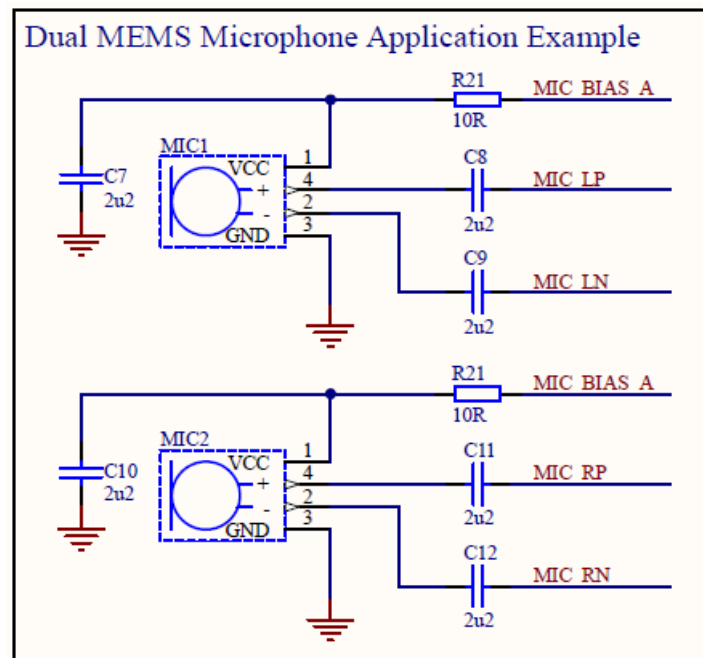 Dual MEMS Microphone Application Example
R21
MIC BIAS A
10R
MIC1
VCC 1
C7
2u2
+ 4
C8
MIC LP
2u2
- 2
GND 3
C9
MIC LN
2u2
R21
MIC BIAS A
10R
MIC2
VCC 1
C10
2u2
+ 4
C11
MIC RP
2u2
- 2
GND 3
C12
MIC RN
2u2